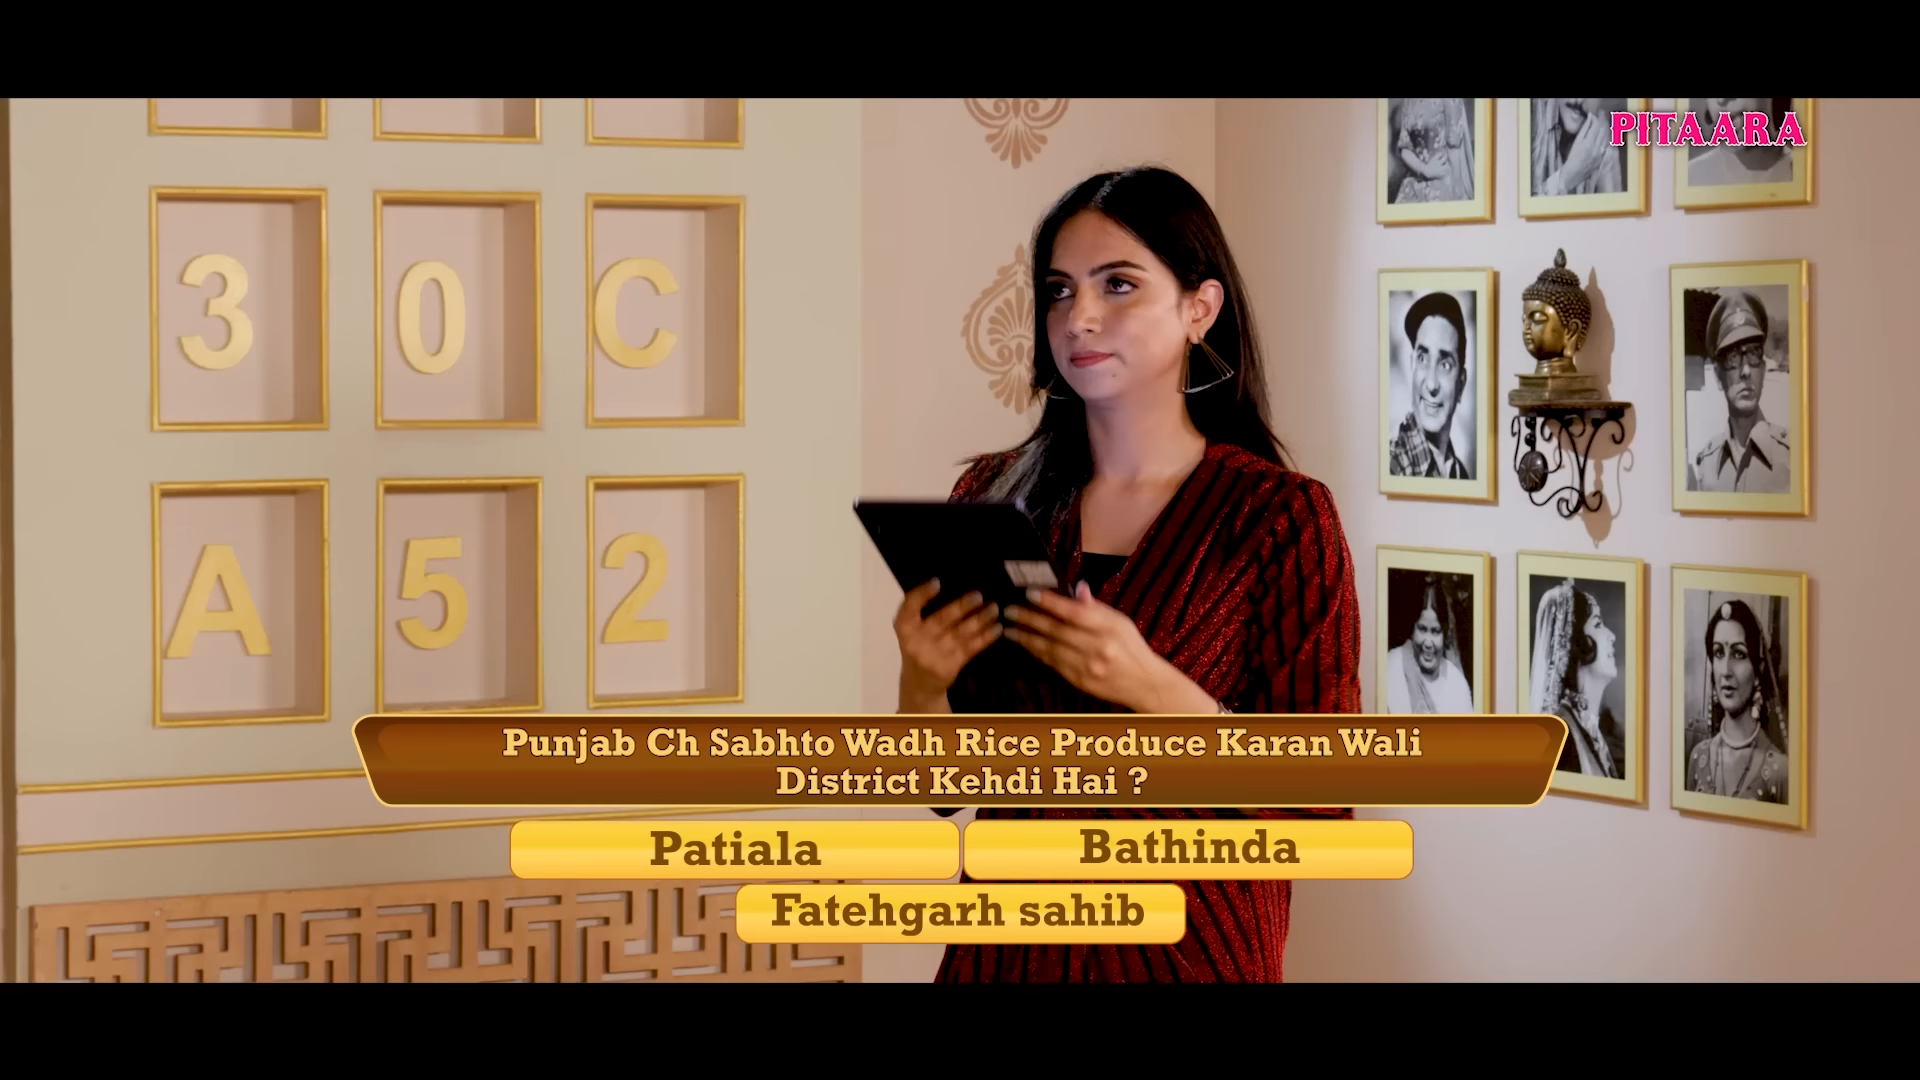 PITAARA
3 0 C
A 5 2
Punjab Ch Sabhto Wadh Rice Produce Karan Wali
District Kehdi Hai ?
Patiala
Bathinda
Fatehgarh sahib